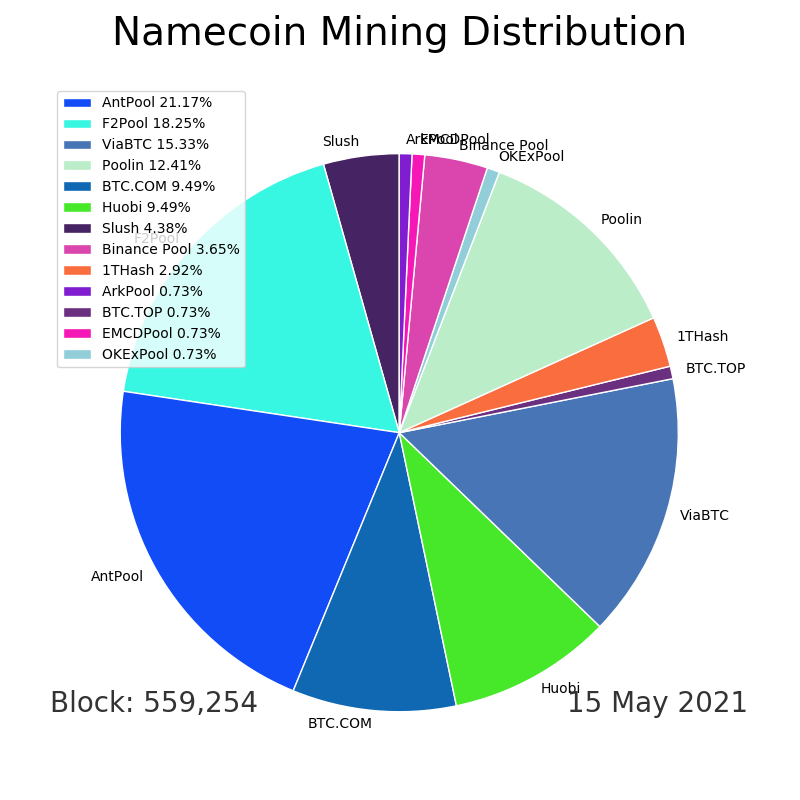 Namecoin Mining Distribution
AntPool 21.17%
F2Pool 18.25%
ViaBTC 15.33%
Poolin 12.41%
BTC.COM 9.49%
Huobi 9.49%
Slush 4.38%
Binance Pool 3.65%
1THash 2.92%
ArkPool 0.73%
BTC.TOP 0.73%
EMCDPool 0.73%
OKExPool 0.73%
Slush
ArkPool
EMCDPool
Binance Pool
OKExPool
Poolin
F2Pool
1THash
BTC.TOP
ViaBTC
AntPool
Huobi
BTC.COM
Block: 559,254
15 May 2021